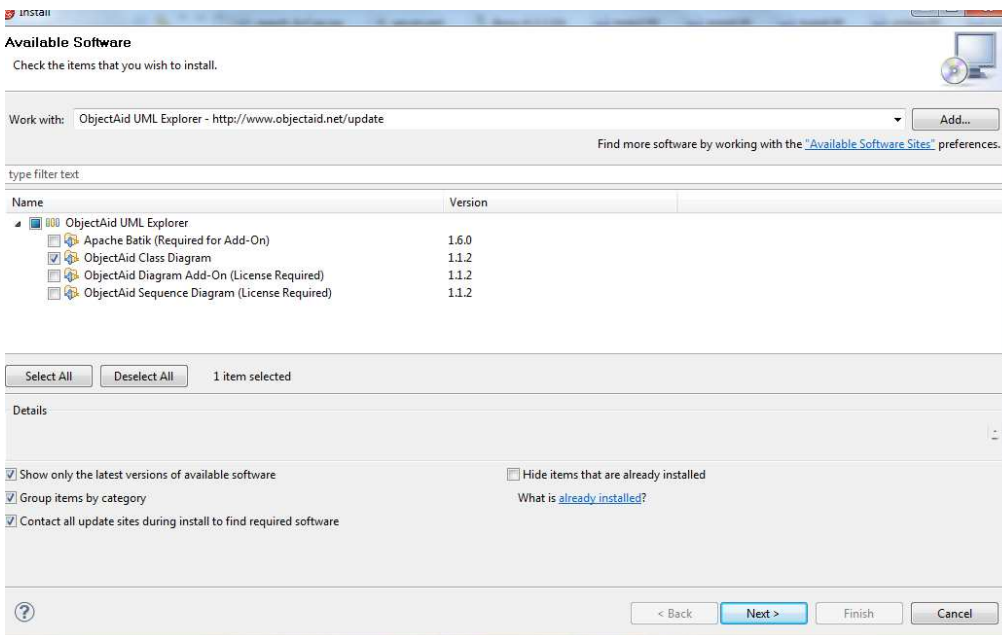 Install
Available Software
Check the items that you wish to install.
Work with: ObjectAid UML Explorer - http://www.objectaid.net/update Add...
Find more software by working with the "Available Software Sites" preferences.
type filter text
Name Version
ObjectAid UML Explorer
Apache Batik (Required for Add-On) 1.6.0
ObjectAid Class Diagram 1.1.2
ObjectAid Diagram Add-On (License Required) 1.1.2
ObjectAid Sequence Diagram (License Required) 1.1.2
Select All Deselect All 1 item selected
Details
Show only the latest versions of available software Hide items that are already installed
Group items by category What is already installed?
Contact all update sites during install to find required software
< Back Next > Finish Cancel